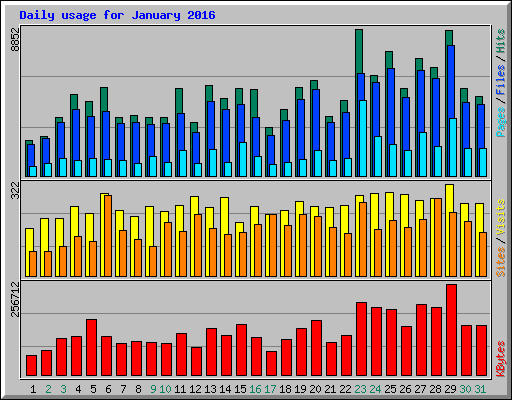 Daily usage for January 2016
8852
Pages / Files / Hits
322
Sites / Visits
256712
KBytes
1 2 3 4 5 6 7 8 9 10 11 12 13 14 15 16 17 18 19 20 21 22 23 24 25 26 27 28 29 30 31